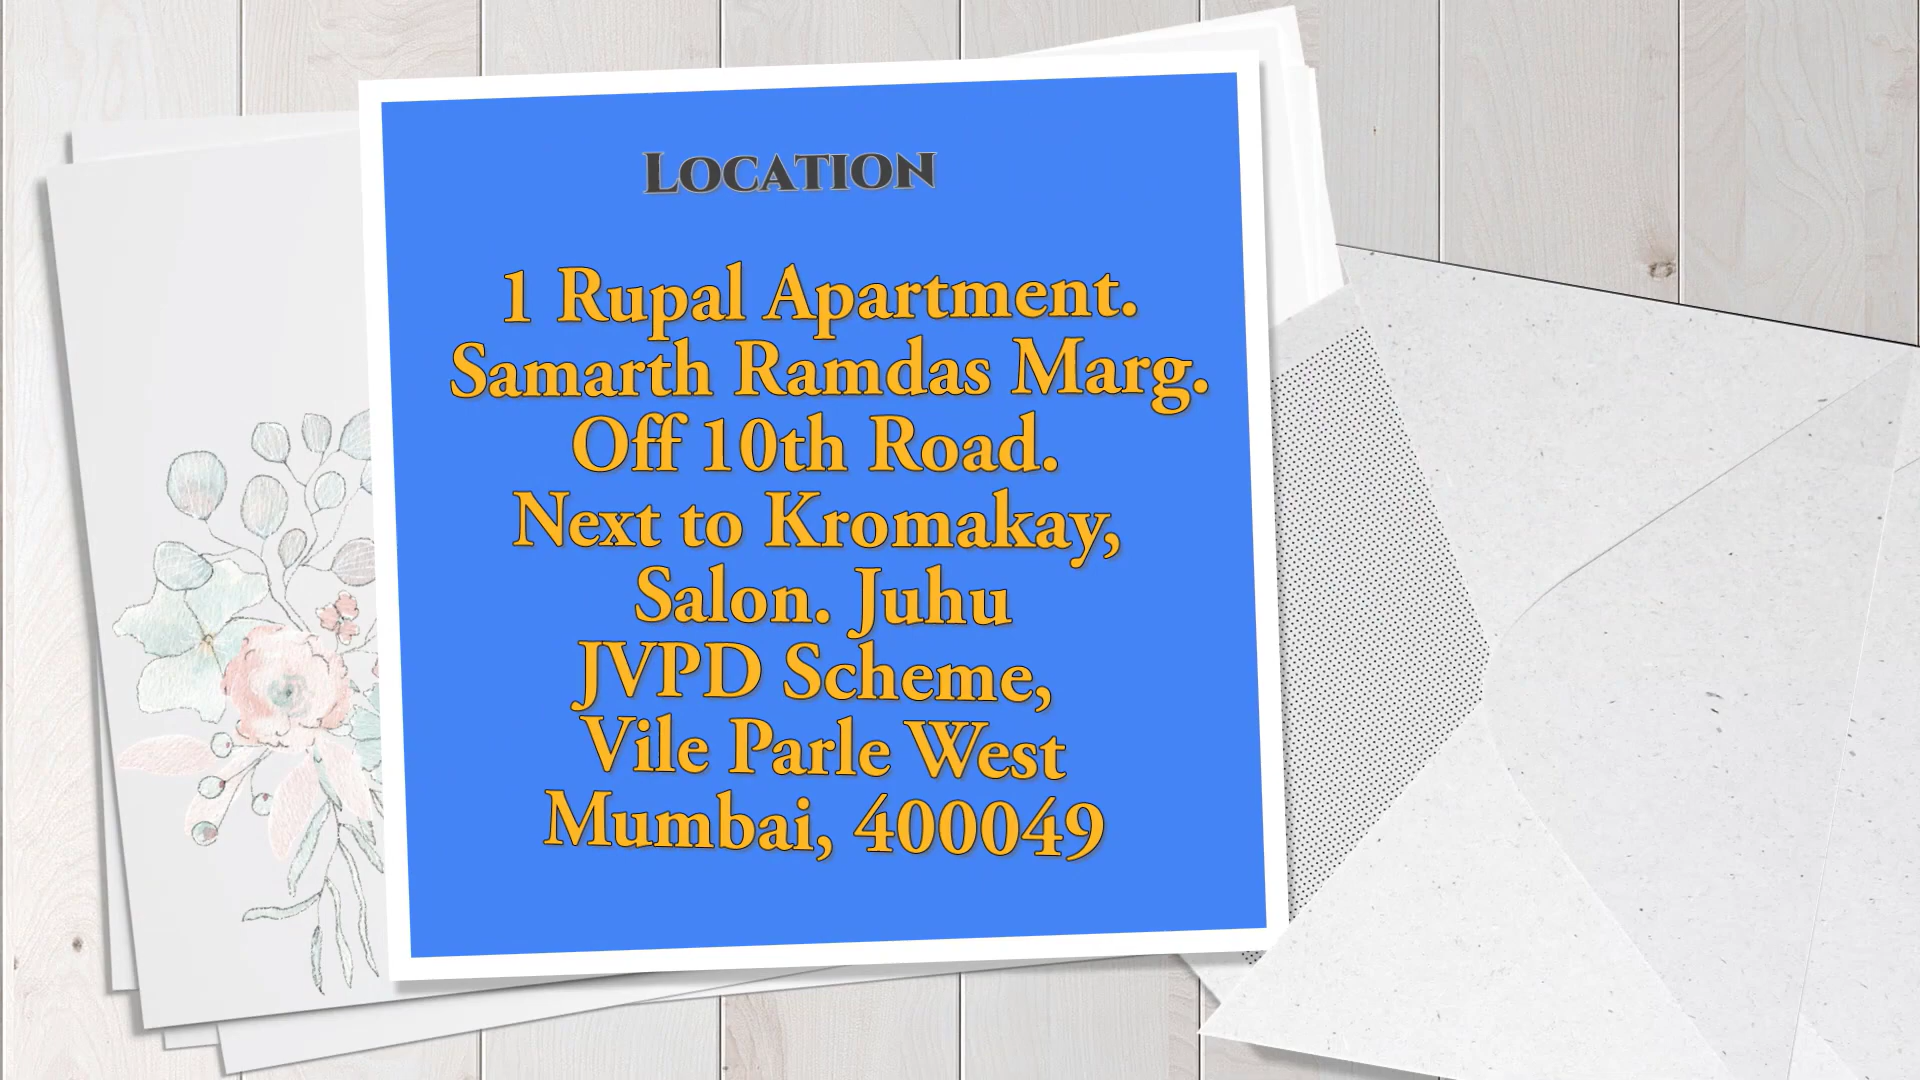 Location
1 Rupal Apartment.
Samarth Ramdas Marg.
Off 10th Road.
Next to Kromakay,
Salon. Juhu
JVPD Scheme,
Vile Parle West
Mumbai, 400049